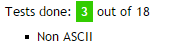 Tests done: 3 out of 18
Non ASCII